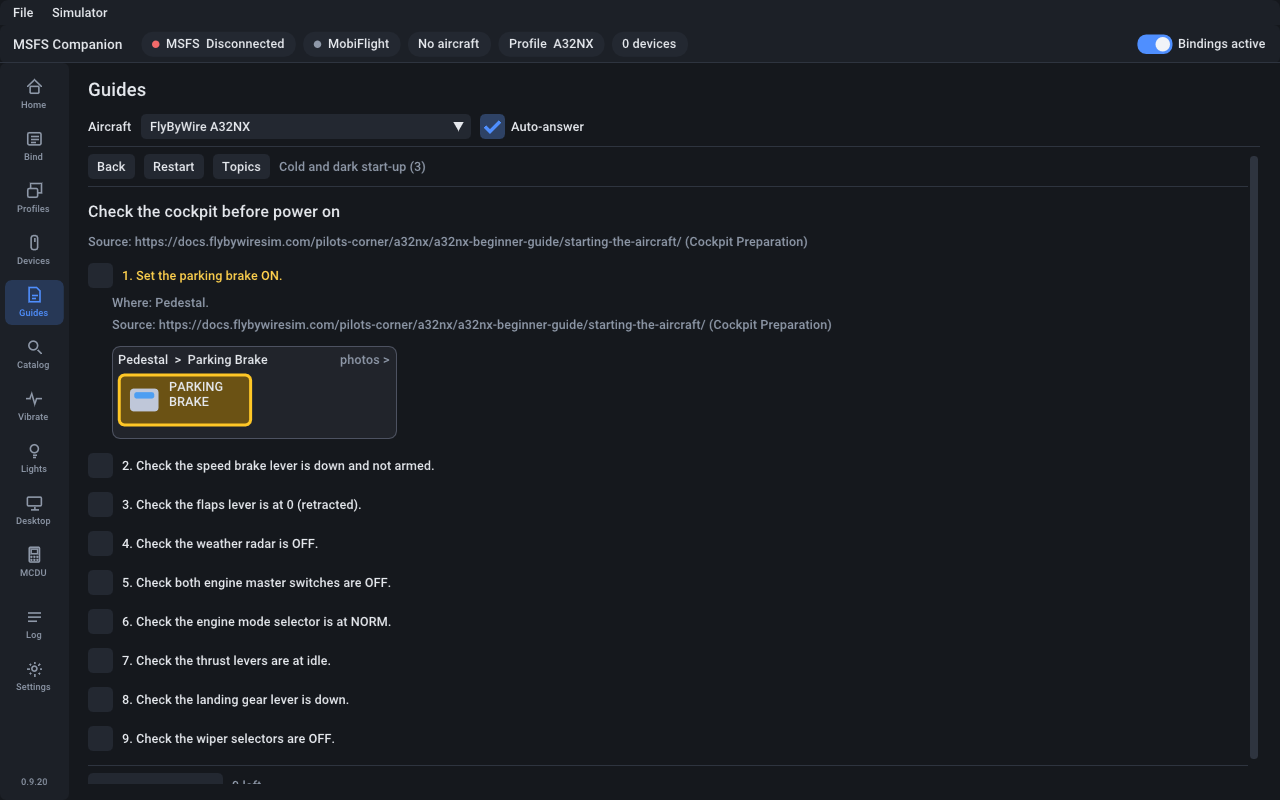 File Simulator
MSFS Companion MSFS Disconnected MobiFlight No aircraft Profile A32NX 0 devices Bindings active
Home
Bind
Profiles
Devices
Guides
Catalog
Vibrate
Lights
Desktop
MCDU
Log
Settings
0.9.20
Guides
Aircraft FlyByWire A32NX Auto-answer
Back Restart Topics Cold and dark start-up (3)
Check the cockpit before power on
Source: https://docs.flybywiresim.com/pilots-corner/a32nx/a32nx-beginner-guide/starting-the-aircraft/ (Cockpit Preparation)
1. Set the parking brake ON.
Where: Pedestal.
Source: https://docs.flybywiresim.com/pilots-corner/a32nx/a32nx-beginner-guide/starting-the-aircraft/ (Cockpit Preparation)
Pedestal > Parking Brake photos >
PARKING
BRAKE
2. Check the speed brake lever is down and not armed.
3. Check the flaps lever is at 0 (retracted).
4. Check the weather radar is OFF.
5. Check both engine master switches are OFF.
6. Check the engine mode selector is at NORM.
7. Check the thrust levers are at idle.
8. Check the landing gear lever is down.
9. Check the wiper selectors are OFF.